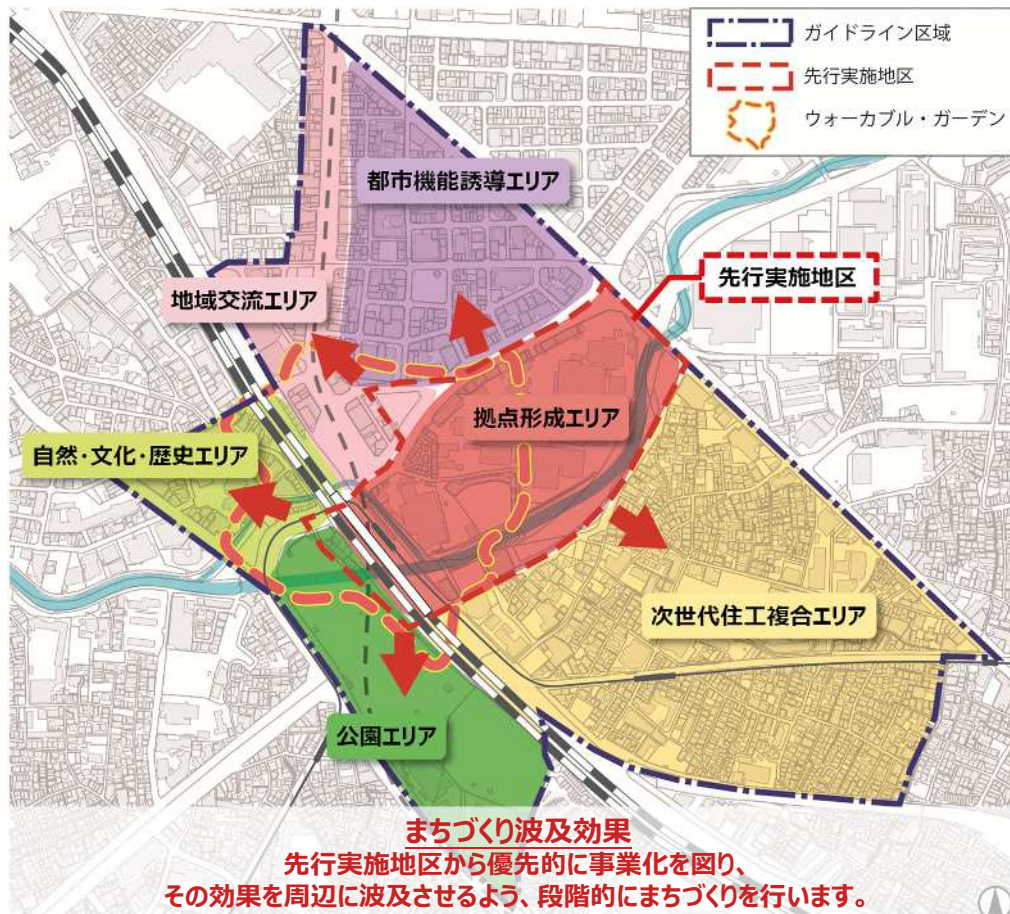 ガイドライン区域
先行実施地区
ウォーカブル・ガーデン
都市機能誘導エリア
先行実施地区
地域交流エリア
拠点形成エリア
自然・文化・歴史エリア
次世代住工複合エリア
公園エリア
まちづくり波及効果
先行実施地区から優先的に事業化を図り、
その効果を周辺に波及させるよう、段階的にまちづくりを行います。